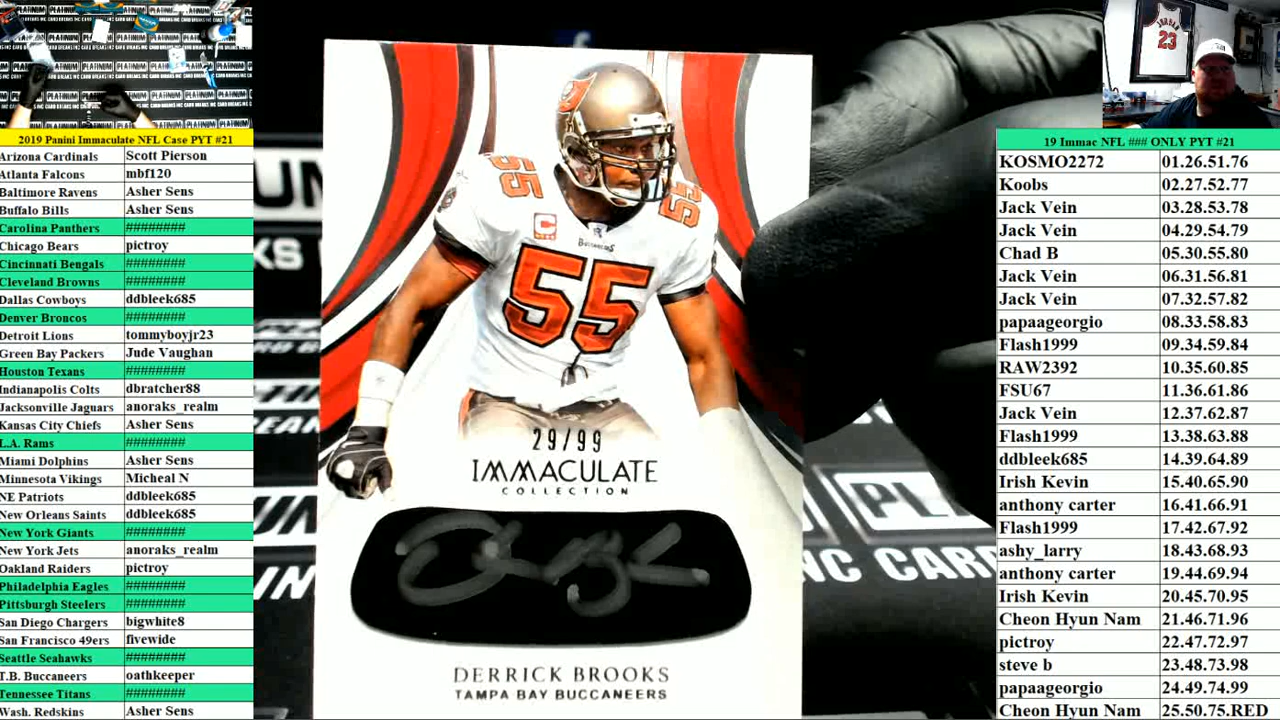 2019 Panini Immaculate NFL Case PYT #21
Arizona Cardinals Scott Pierson
Atlanta Falcons mbf120
Baltimore Ravens Asher Sens
Buffalo Bills Asher Sens
Carolina Panthers ########
Chicago Bears pictroy
Cincinnati Bengals ########
Cleveland Browns ########
Dallas Cowboys ddbleek685
Denver Broncos ########
Detroit Lions tommyboyjr23
Green Bay Packers Jude Vaughan
Houston Texans ########
Indianapolis Colts dbratcher88
Jacksonville Jaguars anoraks_realm
Kansas City Chiefs Asher Sens
L.A. Rams ########
Miami Dolphins Asher Sens
Minnesota Vikings Micheal N
NE Patriots ddbleek685
New Orleans Saints ddbleek685
New York Giants ########
New York Jets anoraks_realm
Oakland Raiders pictroy
Philadelphia Eagles ########
Pittsburgh Steelers ########
San Diego Chargers bigwhite8
San Francisco 49ers fivewide
Seattle Seahawks ########
T.B. Buccaneers oathkeeper
Tennessee Titans ########
Wash. Redskins Asher Sens
55
55
BUCCANEERS
55
29/99
IMMACULATE
COLLECTION
DERRICK BROOKS
TAMPA BAY BUCCANEERS
JORDAN
23
19 Immac NFL ### ONLY PYT #21
KOSMO2272 01.26.51.76
Koobs 02.27.52.77
Jack Vein 03.28.53.78
Jack Vein 04.29.54.79
Chad B 05.30.55.80
Jack Vein 06.31.56.81
Jack Vein 07.32.57.82
papaageorgio 08.33.58.83
Flash1999 09.34.59.84
RAW2392 10.35.60.85
FSU67 11.36.61.86
Jack Vein 12.37.62.87
Flash1999 13.38.63.88
ddbleek685 14.39.64.89
Irish Kevin 15.40.65.90
anthony carter 16.41.66.91
Flash1999 17.42.67.92
ashy_larry 18.43.68.93
anthony carter 19.44.69.94
Irish Kevin 20.45.70.95
Cheon Hyun Nam 21.46.71.96
pictroy 22.47.72.97
steve b 23.48.73.98
papaageorgio 24.49.74.99
Cheon Hyun Nam 25.50.75.RED